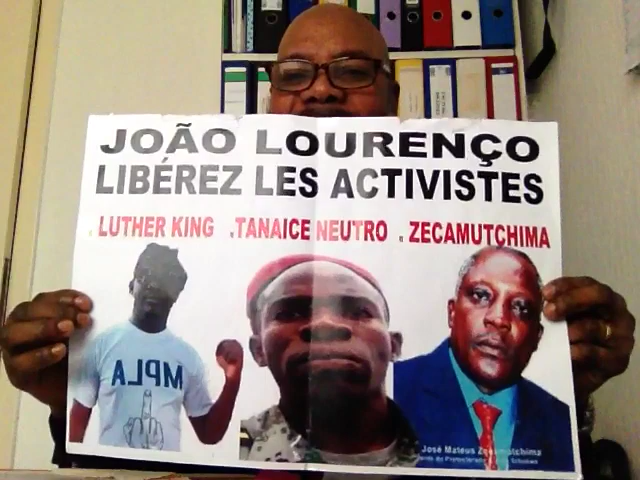 JOÃO LOURENÇO
LIBÉREZ LES ACTIVISTES
. LUTHER KING . TANAICE NEUTRO . ZECAMUTCHIMA
MPLA
José Mateus Zecamutchima